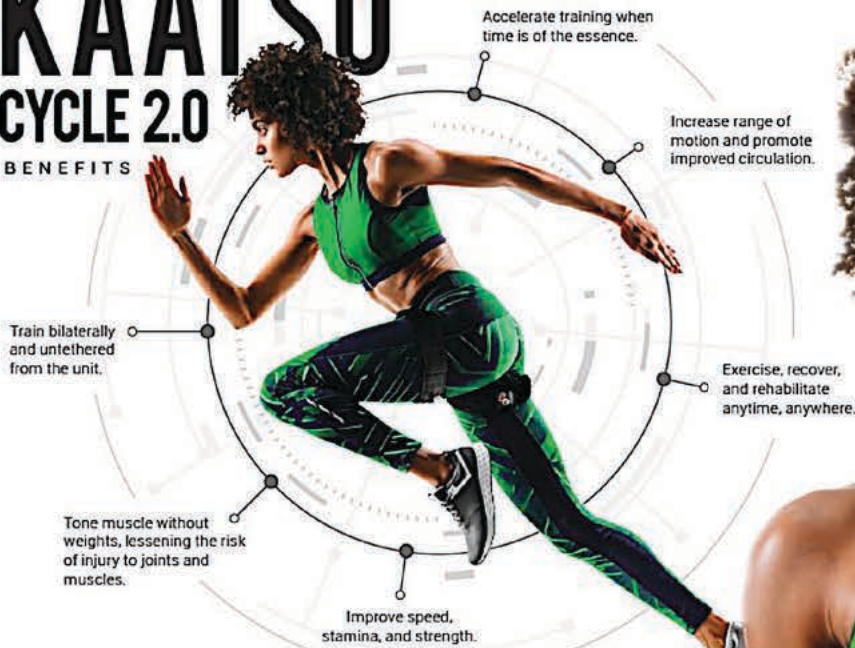 KAATSU
CYCLE 2.0
BENEFITS
Accelerate training when
time is of the essence.
Increase range of
motion and promote
improved circulation.
Exercise, recover,
and rehabilitate
anytime, anywhere.
Improve speed,
stamina, and strength.
Tone muscle without
weights, lessening the risk
of injury to joints and
muscles.
Train bilaterally
and untethered
from the unit.